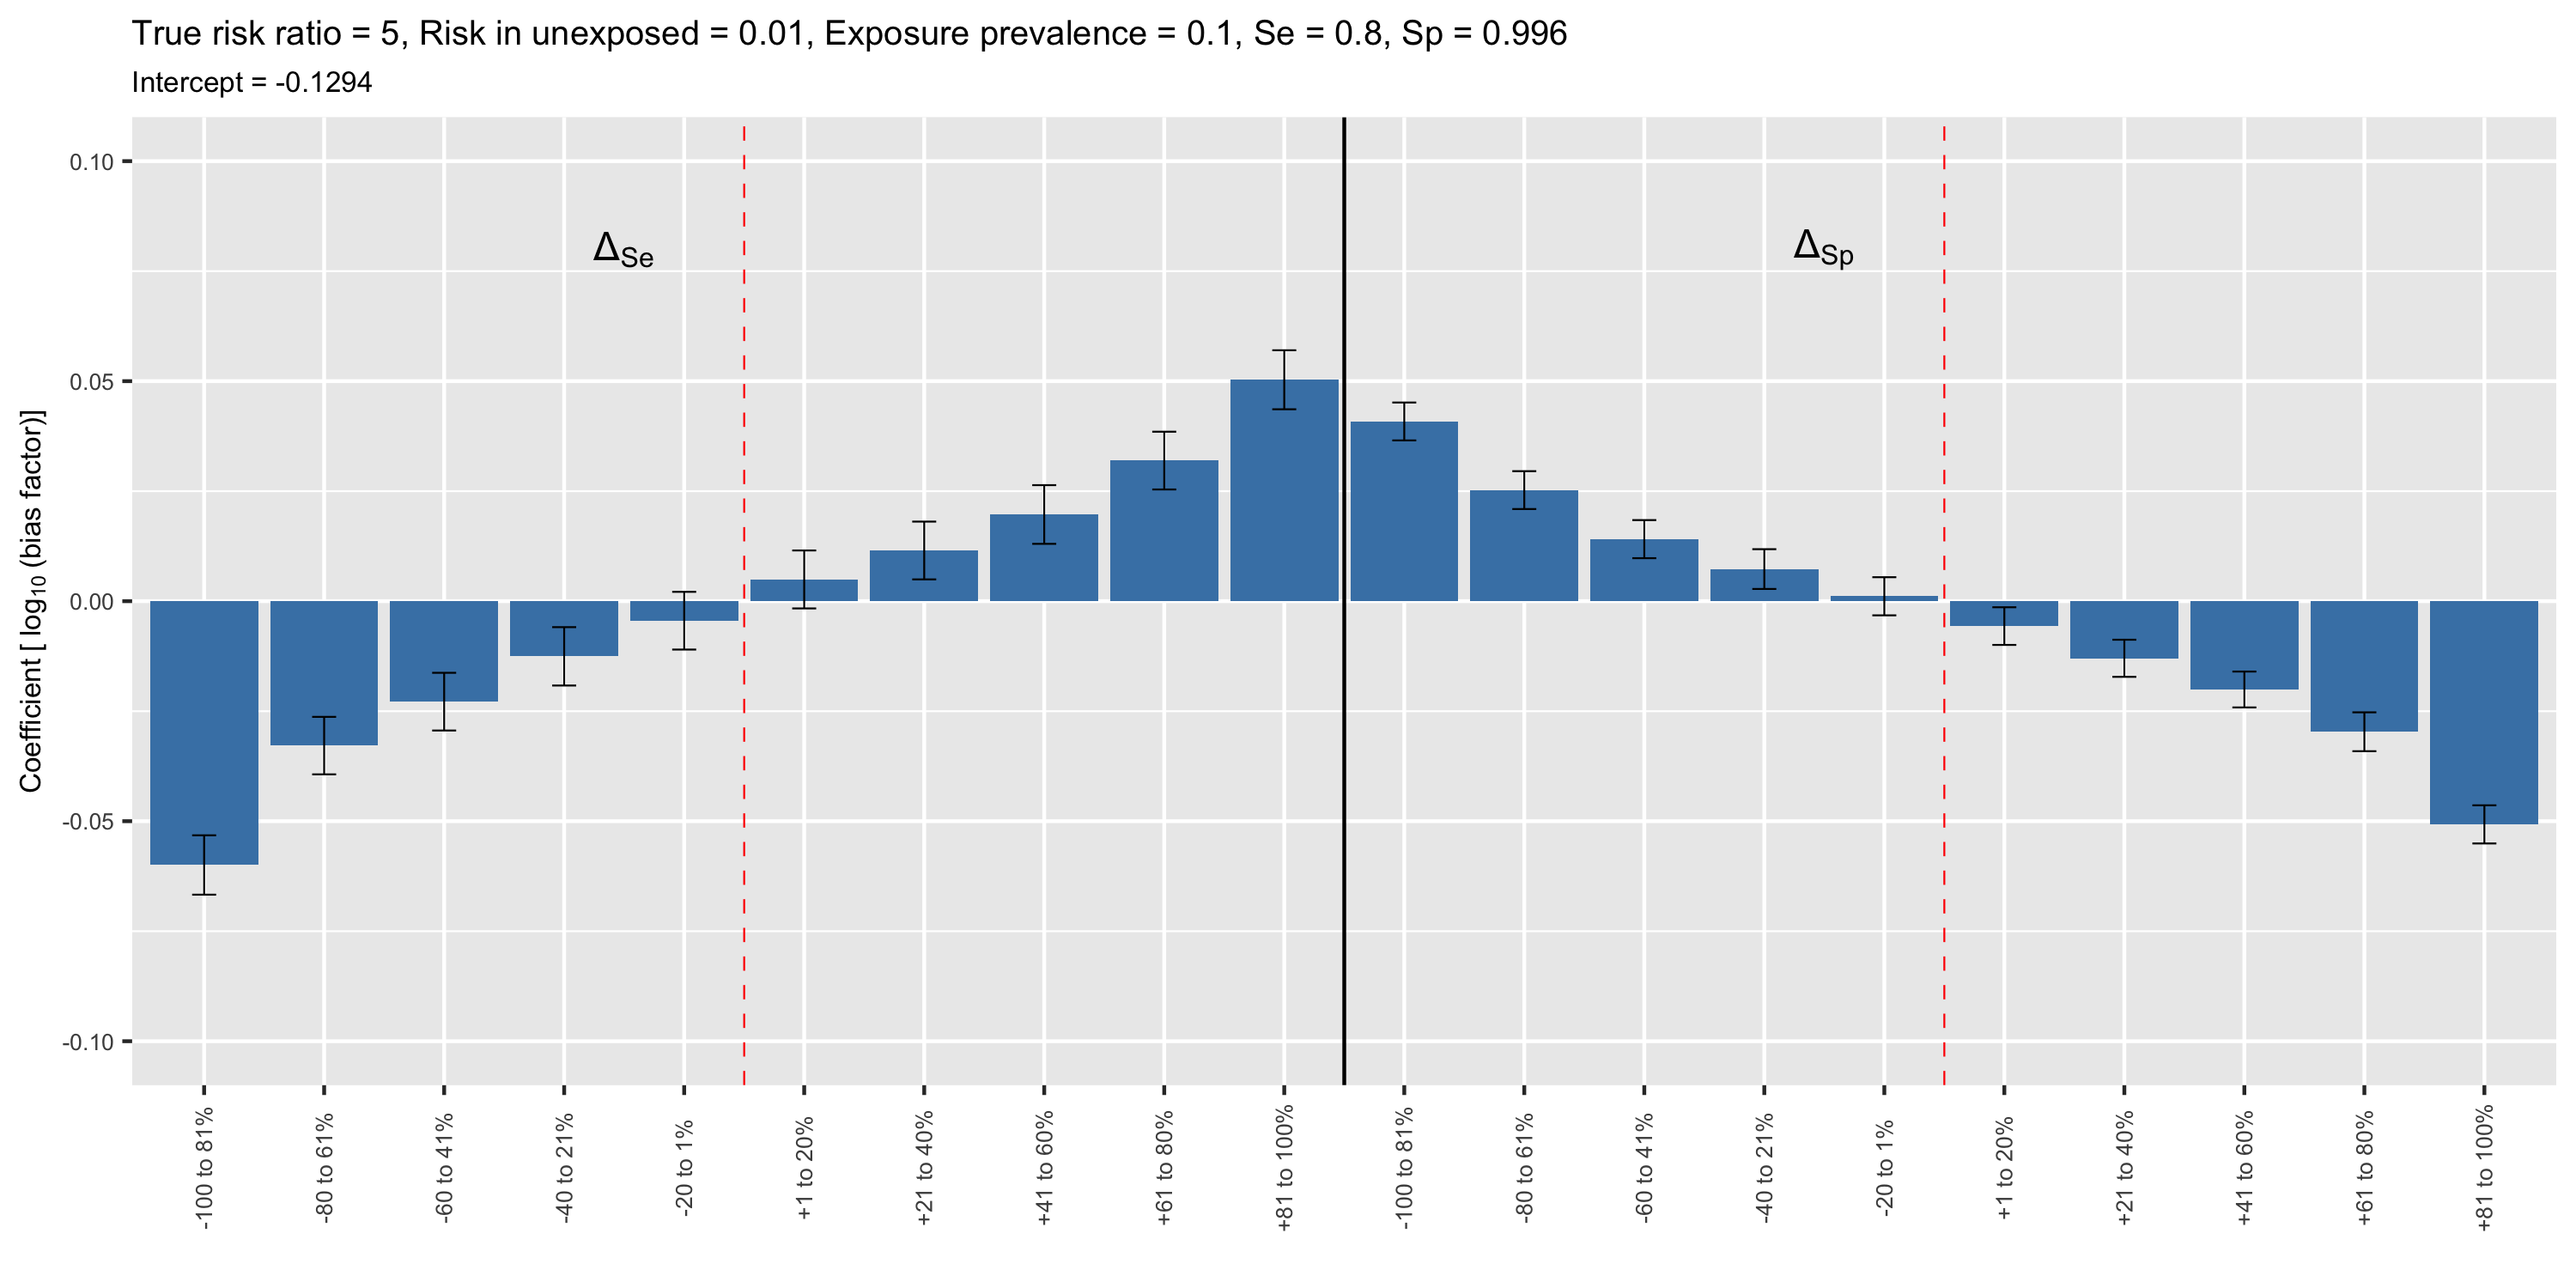 True risk ratio = 5, Risk in unexposed = 0.01, Exposure prevalence = 0.1, Se = 0.8, Sp = 0.996
Intercept = -0.1294
Coefficient [ log10 (bias factor)]
0.10
0.05
0.00
-0.05
-0.10
ΔSe
ΔSp
-100 to 81%
-80 to 61%
-60 to 41%
-40 to 21%
-20 to 1%
+1 to 20%
+21 to 40%
+41 to 60%
+61 to 80%
+81 to 100%
-100 to 81%
-80 to 61%
-60 to 41%
-40 to 21%
-20 to 1%
+1 to 20%
+21 to 40%
+41 to 60%
+61 to 80%
+81 to 100%